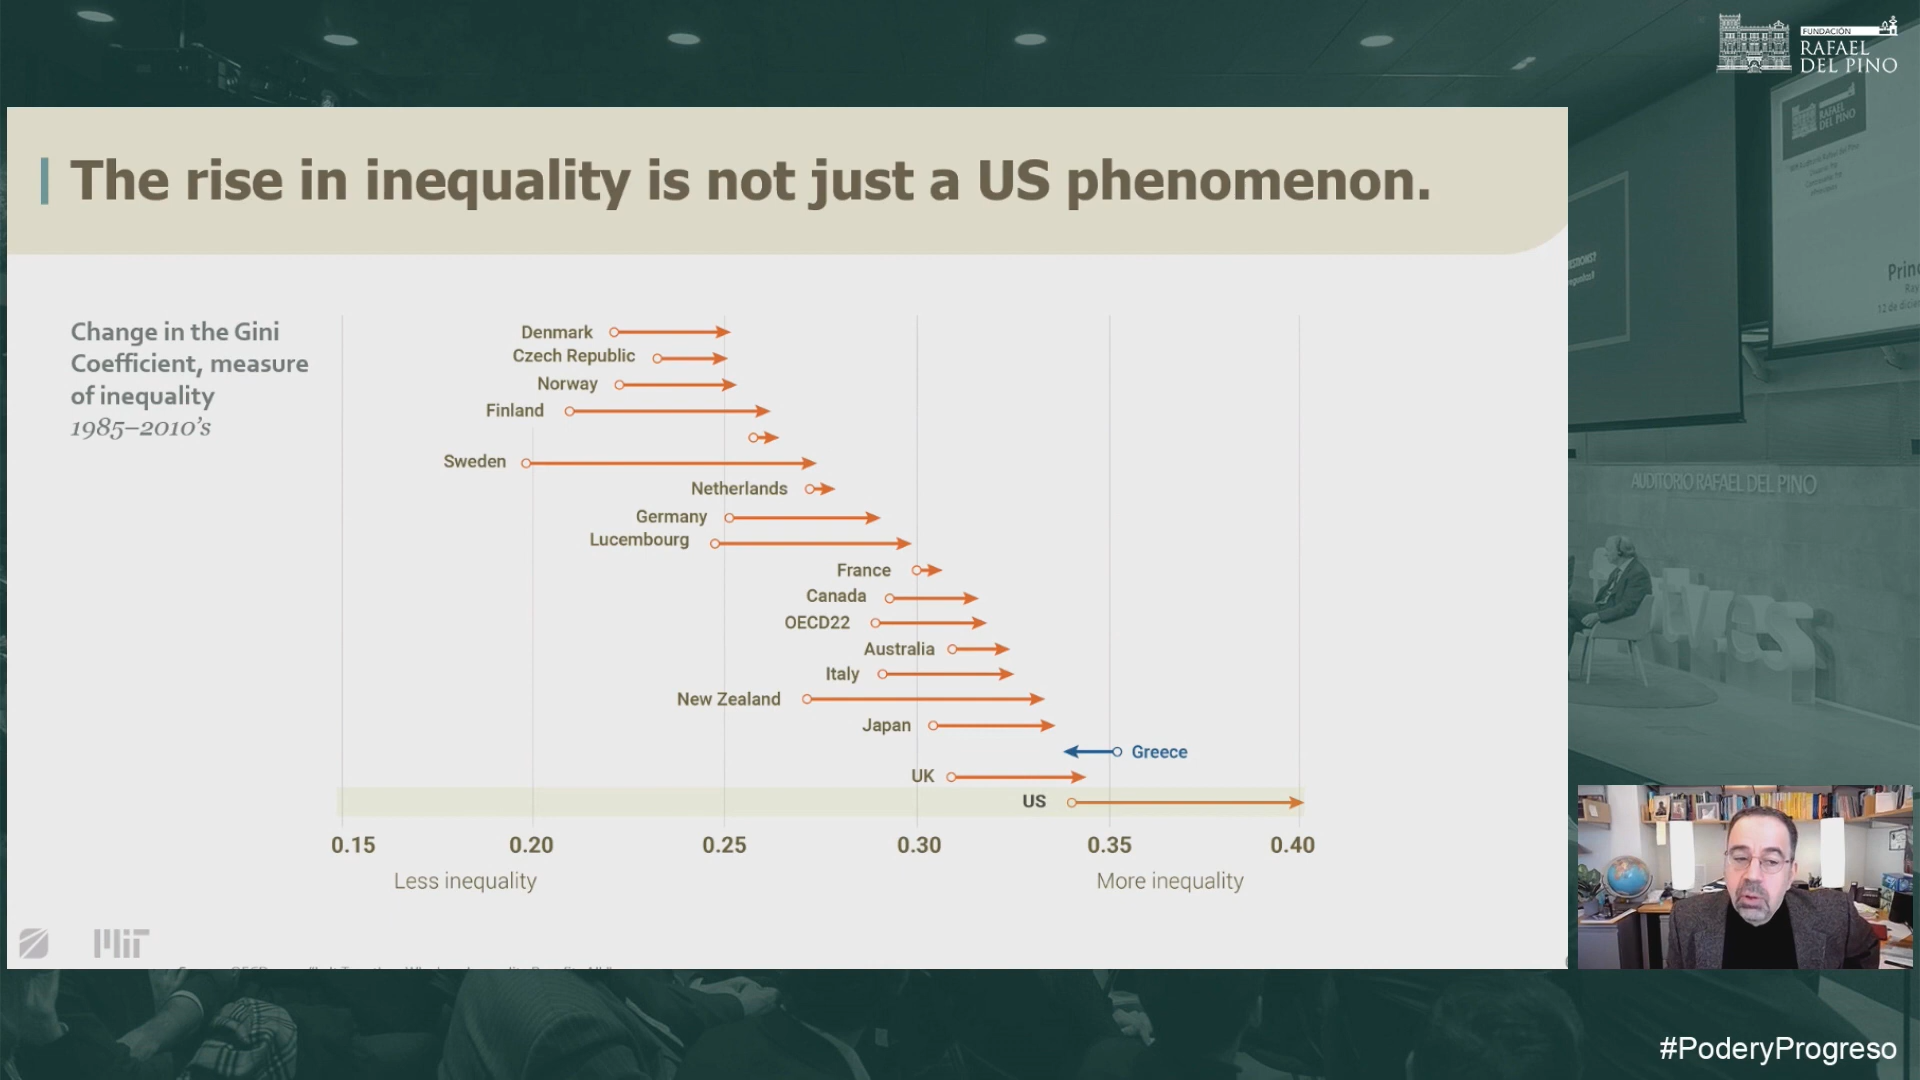 FUNDACIÓN
RAFAEL
DEL PINO
RAFAEL
DEL PINO
The rise in inequality is not just a US phenomenon.
Change in the Gini
Coefficient, measure
of inequality
1985–2010's
Denmark
Czech Republic
Norway
Finland
Sweden
Netherlands
Germany
Lucembourg
France
Canada
OECD22
Australia
Italy
New Zealand
Japan
Greece
UK
US
0.15 0.20 0.25 0.30 0.35 0.40
Less inequality More inequality
MIT
AUDITORIO RAFAEL DEL PINO
#PoderyProgreso